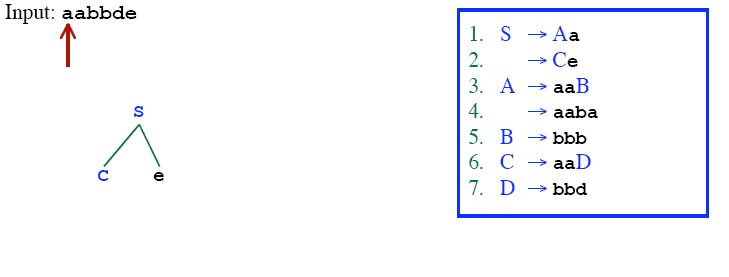 Input: aabbde
1. S → Aa
2. → Ce
3. A → aaB
4. → aaba
5. B → bbb
6. C → aaD
7. D → bbd
S
C e